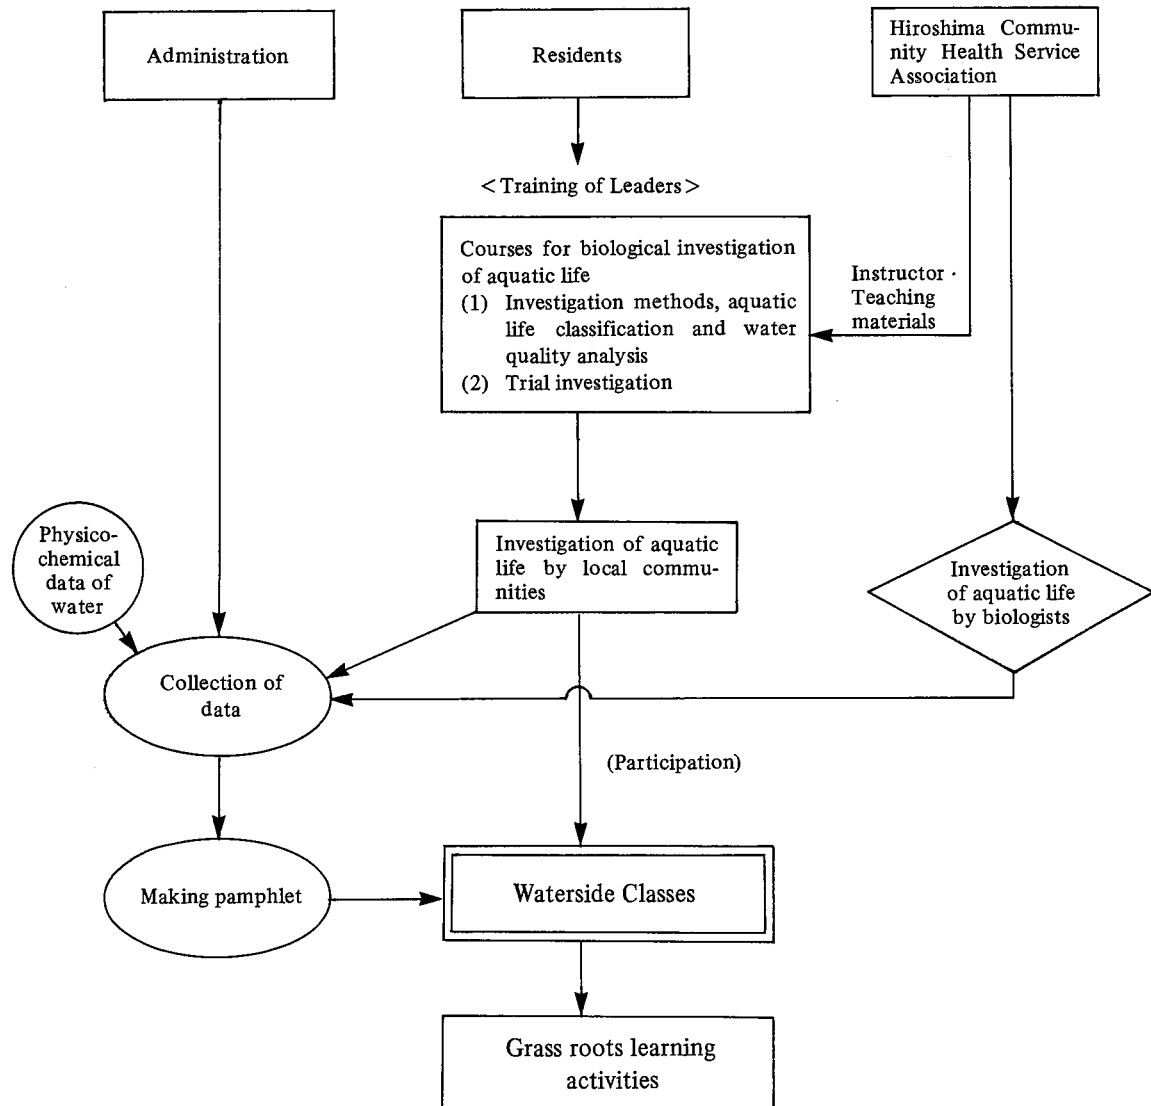 Administration
Residents
Hiroshima Commu-
nity Health Service
Association
<Training of Leaders>
Courses for biological investigation
of aquatic life
(1) Investigation methods, aquatic
life classification and water
quality analysis
(2) Trial investigation
Instructor ·
Teaching
materials
Physico-
chemical
data of
water
Investigation of aquatic
life by local commu-
nities
Investigation
of aquatic life
by biologists
Collection of
data
(Participation)
Making pamphlet
Waterside Classes
Grass roots learning
activities